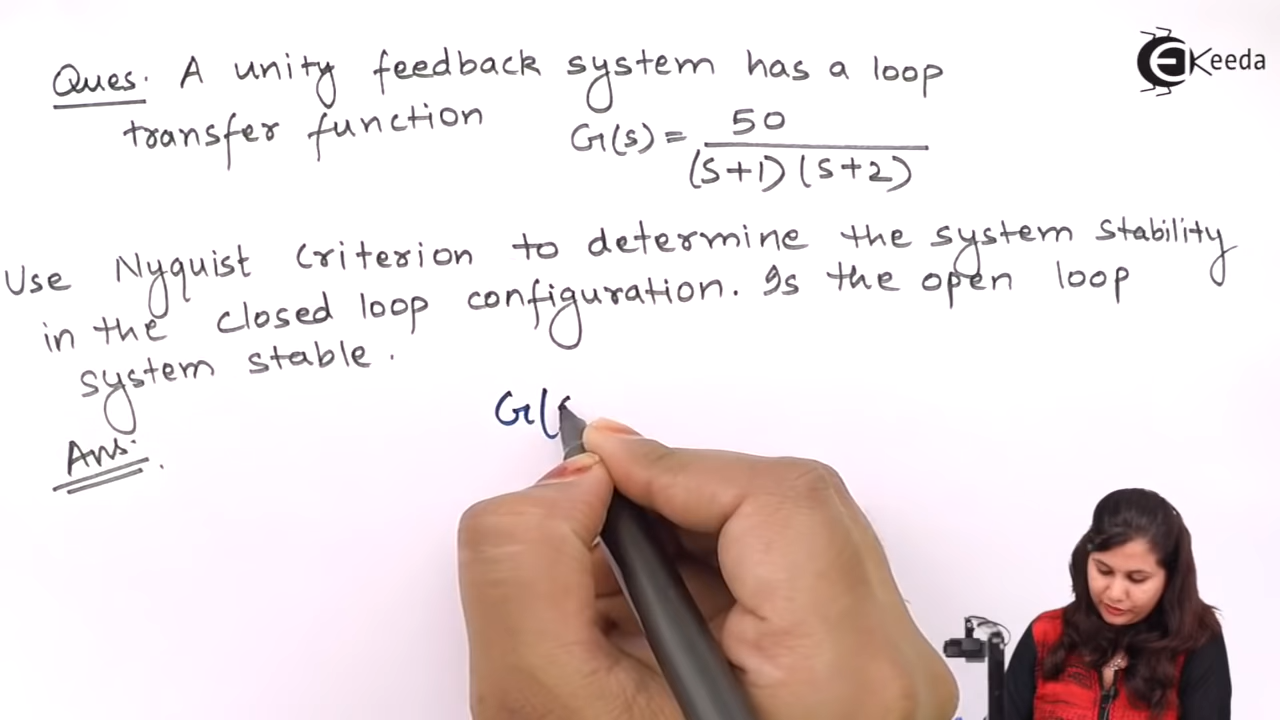 Ques. A unity feedback system has a loop
transfer function G(s) = 50 / (s+1)(s+2)
Use Nyquist Criterion to determine the system stability
in the closed loop configuration. Is the open loop
system stable.
Ans.
G(s
EKeeda